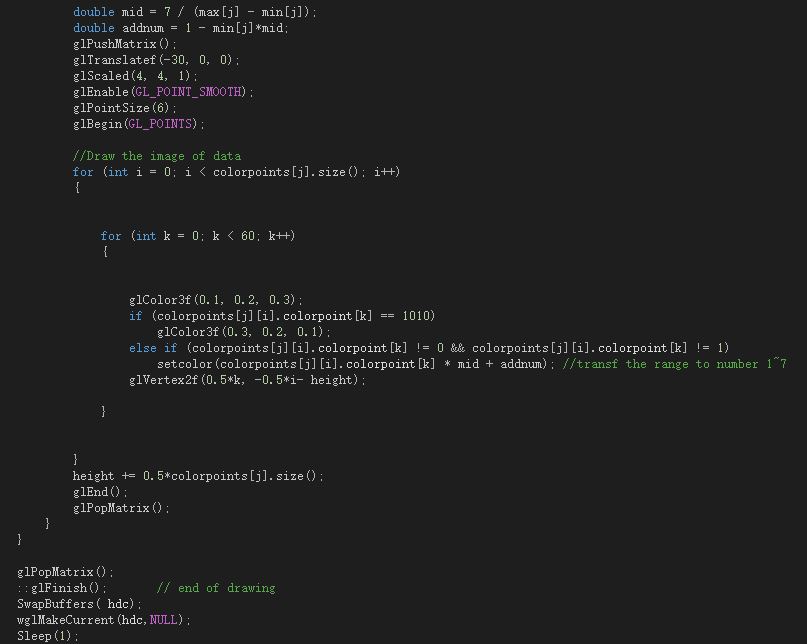 double mid = 7 / (max[j] - min[j]);
double addnum = 1 - min[j]*mid;
glPushMatrix();
glTranslatef(-30, 0, 0);
glScaled(4, 4, 1);
glEnable(GL_POINT_SMOOTH);
glPointSize(6);
glBegin(GL_POINTS);
//Draw the image of data
for (int i = 0; i < colorpoints[j].size(); i++)
{
for (int k = 0; k < 60; k++)
{
glColor3f(0.1, 0.2, 0.3);
if (colorpoints[j][i].colorpoint[k] == 1010)
glColor3f(0.3, 0.2, 0.1);
else if (colorpoints[j][i].colorpoint[k] != 0 && colorpoints[j][i].colorpoint[k] != 1)
setcolor(colorpoints[j][i].colorpoint[k] * mid + addnum); //transf the range to number 1~7
glVertex2f(0.5*k, -0.5*i- height);
}
}
height += 0.5*colorpoints[j].size();
glEnd();
glPopMatrix();
}
}
glPopMatrix();
::glFinish(); // end of drawing
SwapBuffers( hdc);
wglMakeCurrent(hdc,NULL);
Sleep(1);